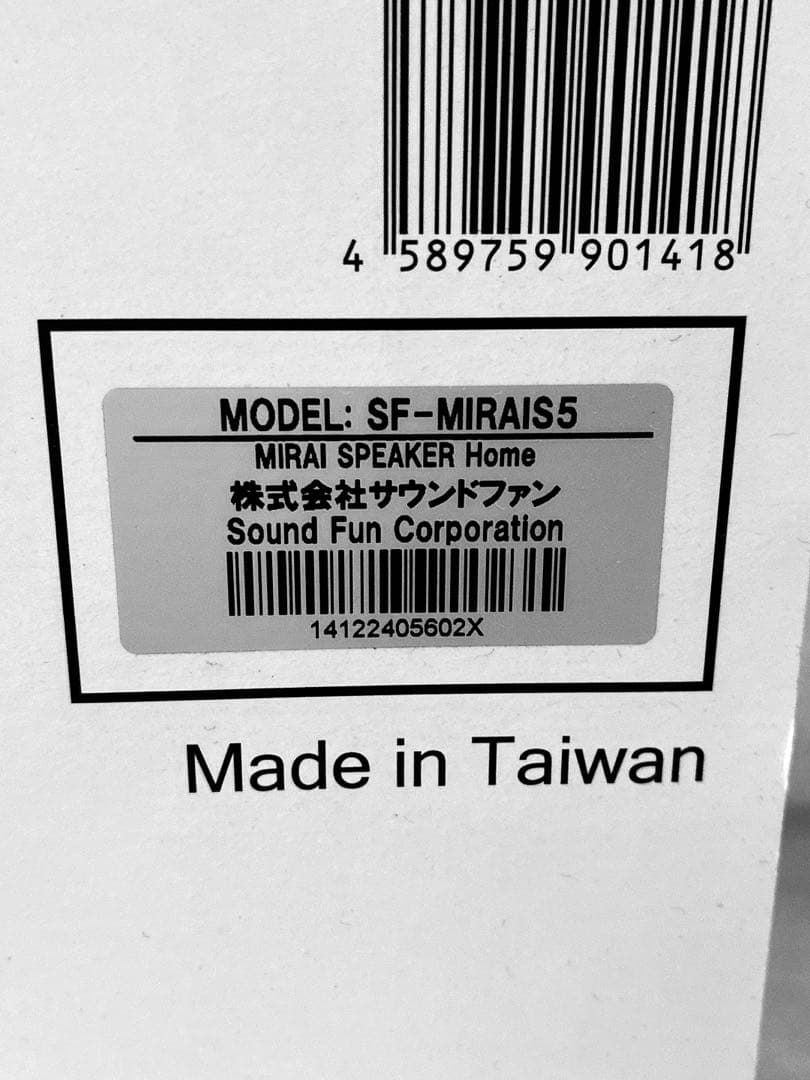 4 589759 901418
MODEL: SF-MIRAIS5
MIRAI SPEAKER Home
株式会社サウンドファン
Sound Fun Corporation
14122405602X
Made in Taiwan